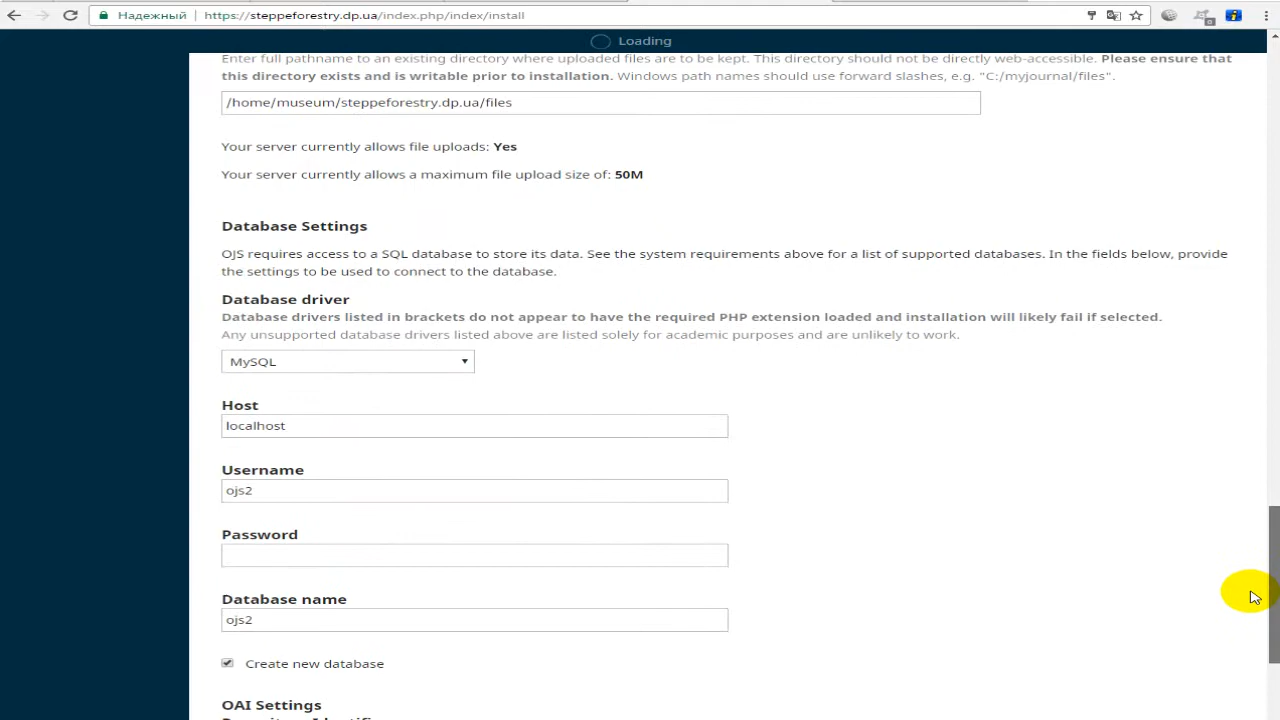 Надежный https://steppeforestry.dp.ua/index.php/index/install
Loading
Enter full pathname to an existing directory where uploaded files are to be kept. This directory should not be directly web-accessible. Please ensure that
this directory exists and is writable prior to installation. Windows path names should use forward slashes, e.g. "C:/myjournal/files".
/home/museum/steppeforestry.dp.ua/files
Your server currently allows file uploads: Yes
Your server currently allows a maximum file upload size of: 50M
Database Settings
OJS requires access to a SQL database to store its data. See the system requirements above for a list of supported databases. In the fields below, provide
the settings to be used to connect to the database.
Database driver
Database drivers listed in brackets do not appear to have the required PHP extension loaded and installation will likely fail if selected.
Any unsupported database drivers listed above are listed solely for academic purposes and are unlikely to work.
MySQL
Host
localhost
Username
ojs2
Password
Database name
ojs2
Create new database
OAI Settings